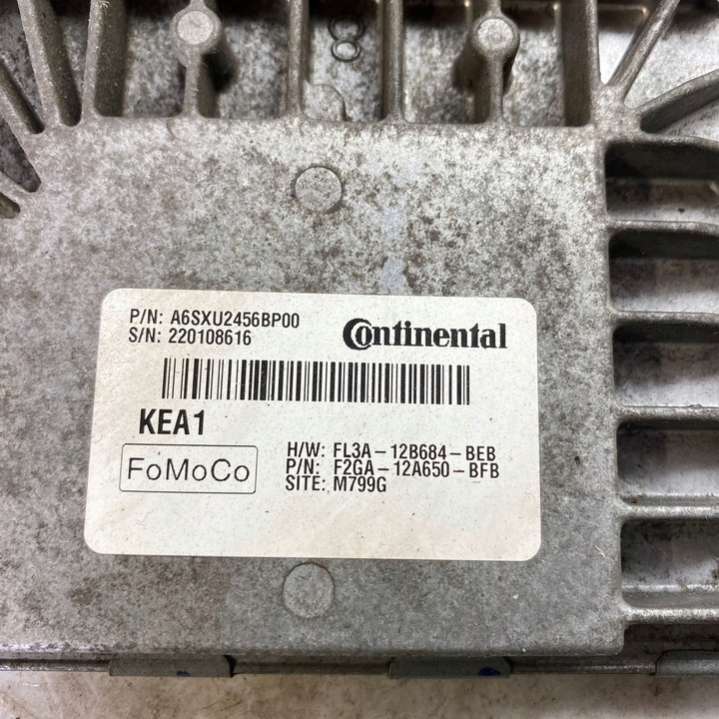 P/N: A6SXU2456BP00
S/N: 220108616
Continental
KEA1
FoMoCo
H/W: FL3A-12B684-BEB
P/N: F2GA-12A650-BFB
SITE: M799G